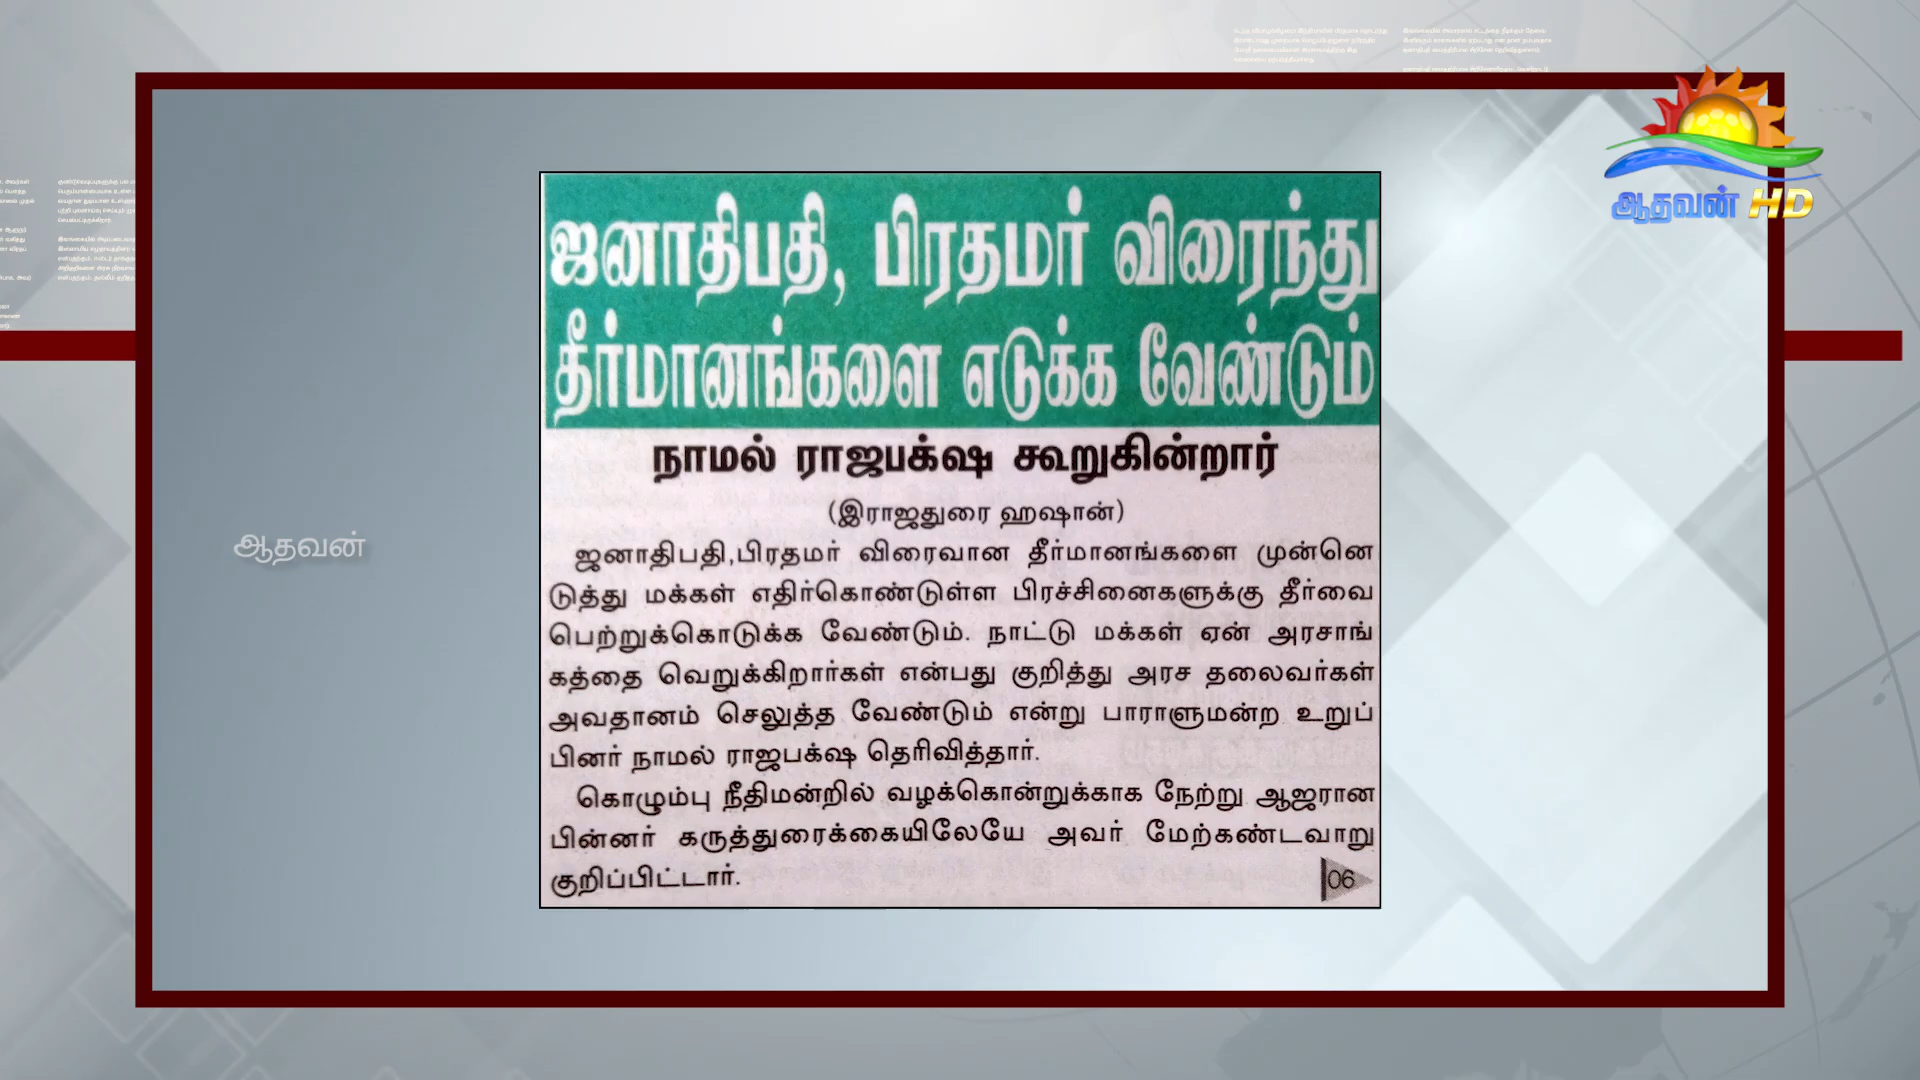 ஆதவன் HD
ஜனாதிபதி, பிரதமர் விரைந்து
தீர்மானங்களை எடுக்க வேண்டும்
நாமல் ராஜபக்ஷ கூறுகின்றார்
(இராஜதுரை ஹஷான்)
ஜனாதிபதி,பிரதமர் விரைவான தீர்மானங்களை முன்னெ
டுத்து மக்கள் எதிர்கொண்டுள்ள பிரச்சினைகளுக்கு தீர்வை
பெற்றுக்கொடுக்க வேண்டும். நாட்டு மக்கள் ஏன் அரசாங்
கத்தை வெறுக்கிறார்கள் என்பது குறித்து அரச தலைவர்கள்
அவதானம் செலுத்த வேண்டும் என்று பாராளுமன்ற உறுப்
பினர் நாமல் ராஜபக்ஷ தெரிவித்தார்.
கொழும்பு நீதிமன்றில் வழக்கொன்றுக்காக நேற்று ஆஜரான
பின்னர் கருத்துரைக்கையிலேயே அவர் மேற்கண்டவாறு
குறிப்பிட்டார்.
06
ஆதவன்